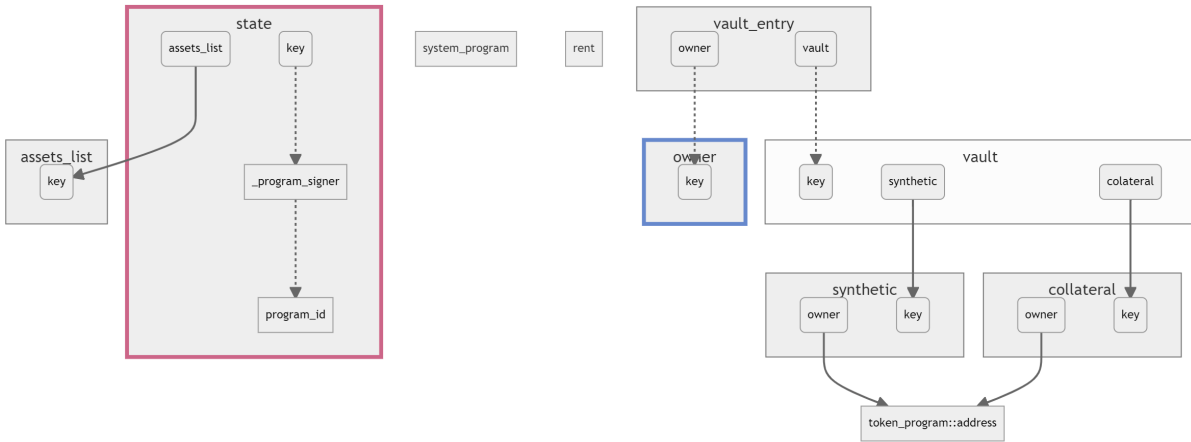 state
assets_list
key
system_program
rent
vault_entry
owner
vault
assets_list
key
_program_signer
program_id
owner
key
vault
key
synthetic
colateral
synthetic
owner
key
collateral
owner
key
token_program::address